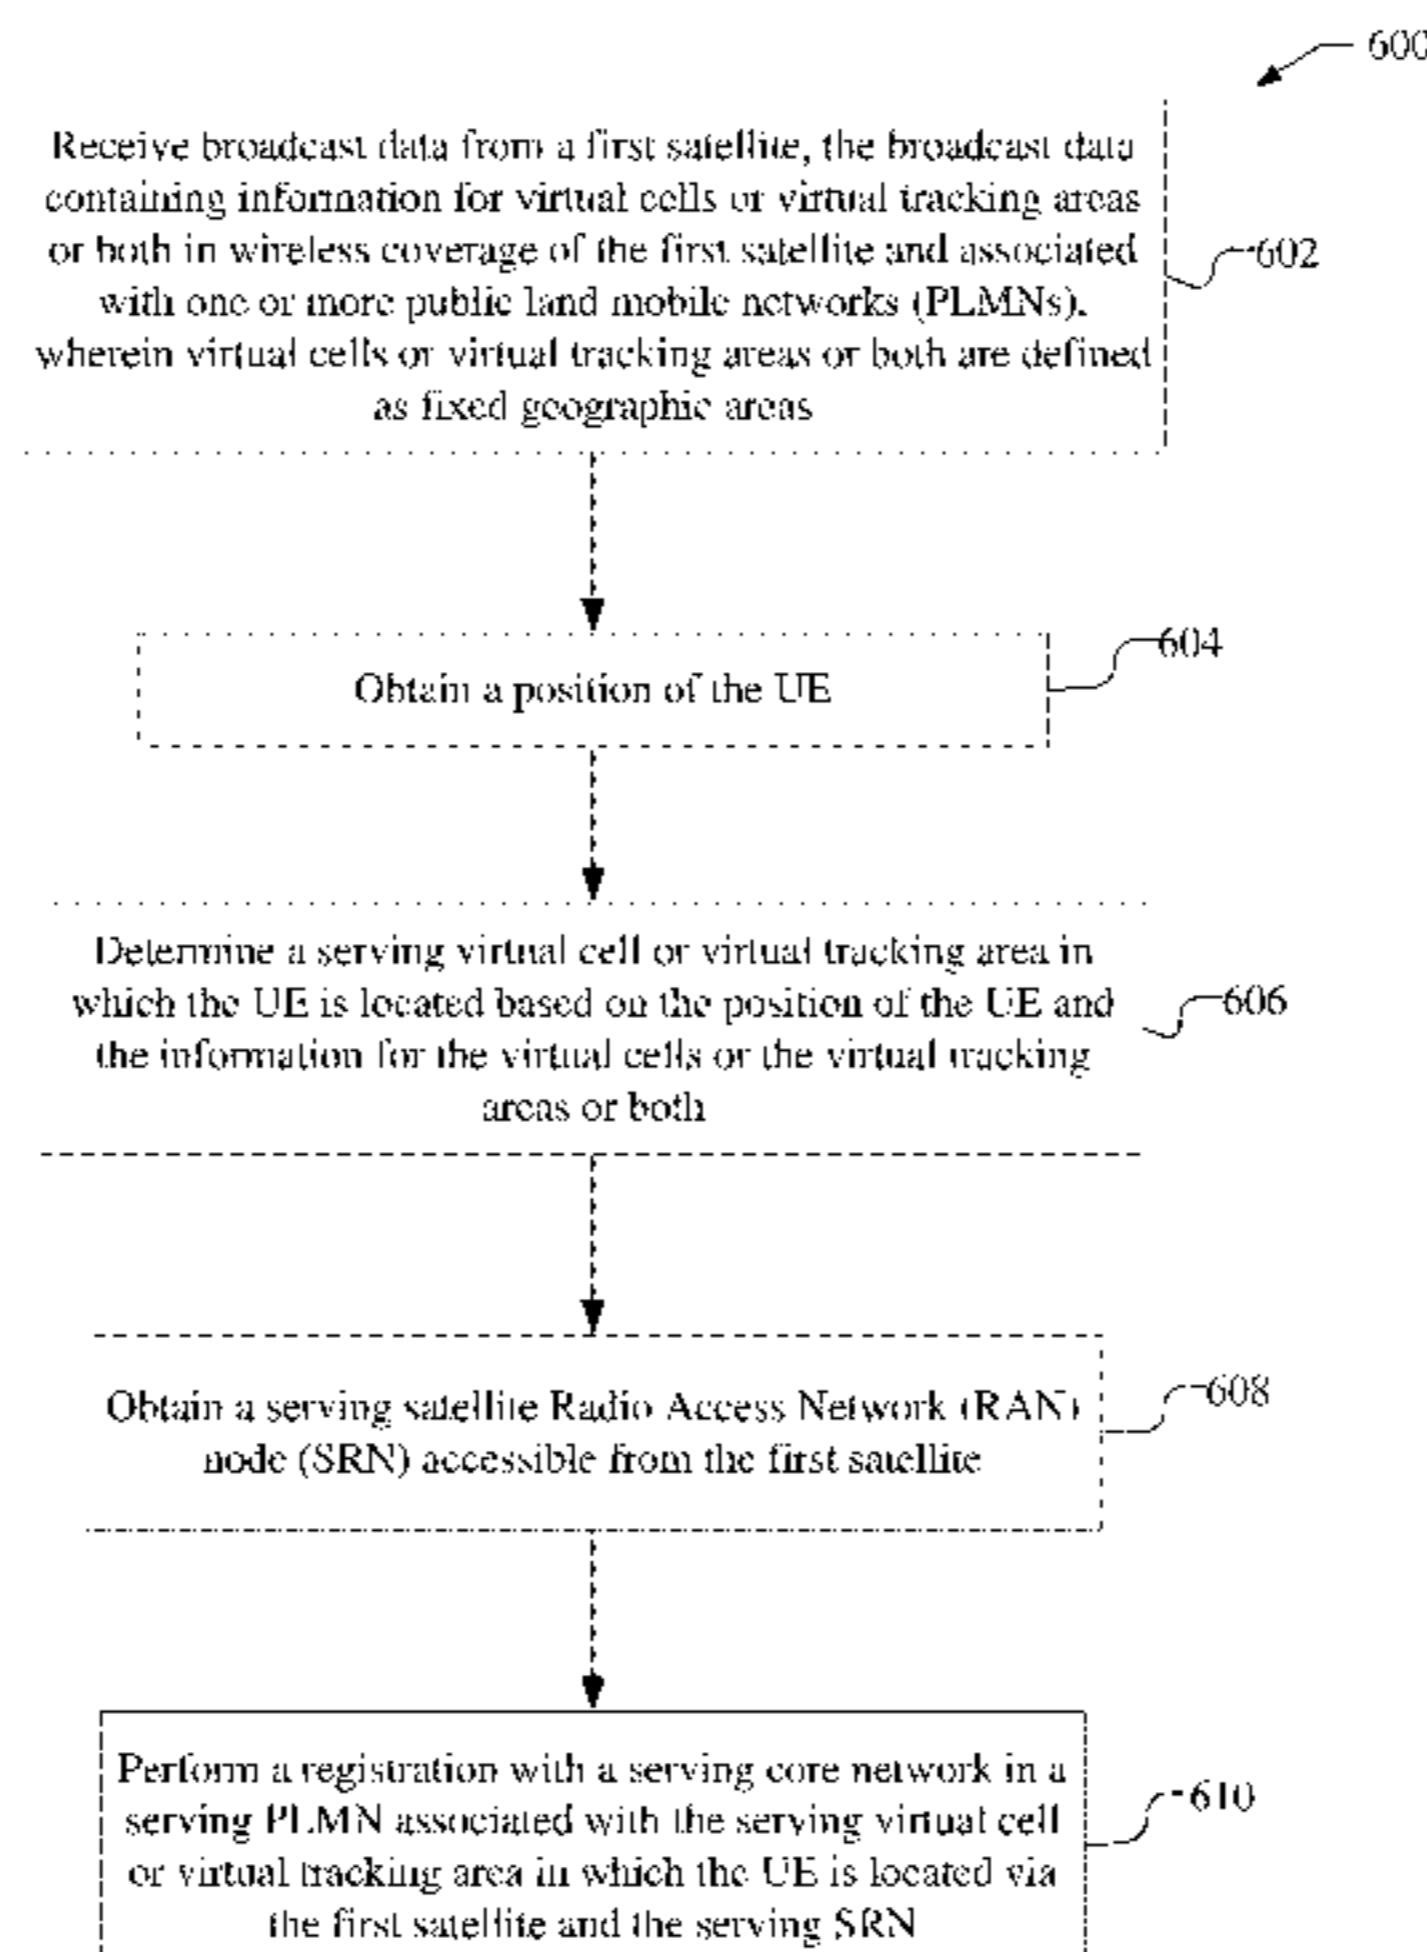 600
Receive broadcast data from a first satellite, the broadcast data
containing information for virtual cells or virtual tracking areas
or both in wireless coverage of the first satellite and associated
with one or more public land mobile networks (PLMNs),
wherein virtual cells or virtual tracking areas or both are defined
as fixed geographic areas
602
604
Obtain a position of the UE
Determine a serving virtual cell or virtual tracking area in
which the UE is located based on the position of the UE and
the information for the virtual cells or the virtual tracking
areas or both
606
Obtain a serving satellite Radio Access Network (RAN)
node (SRN) accessible from the first satellite
608
Perform a registration with a serving core network in a
serving PLMN associated with the serving virtual cell
or virtual tracking area in which the UE is located via
the first satellite and the serving SRN
610